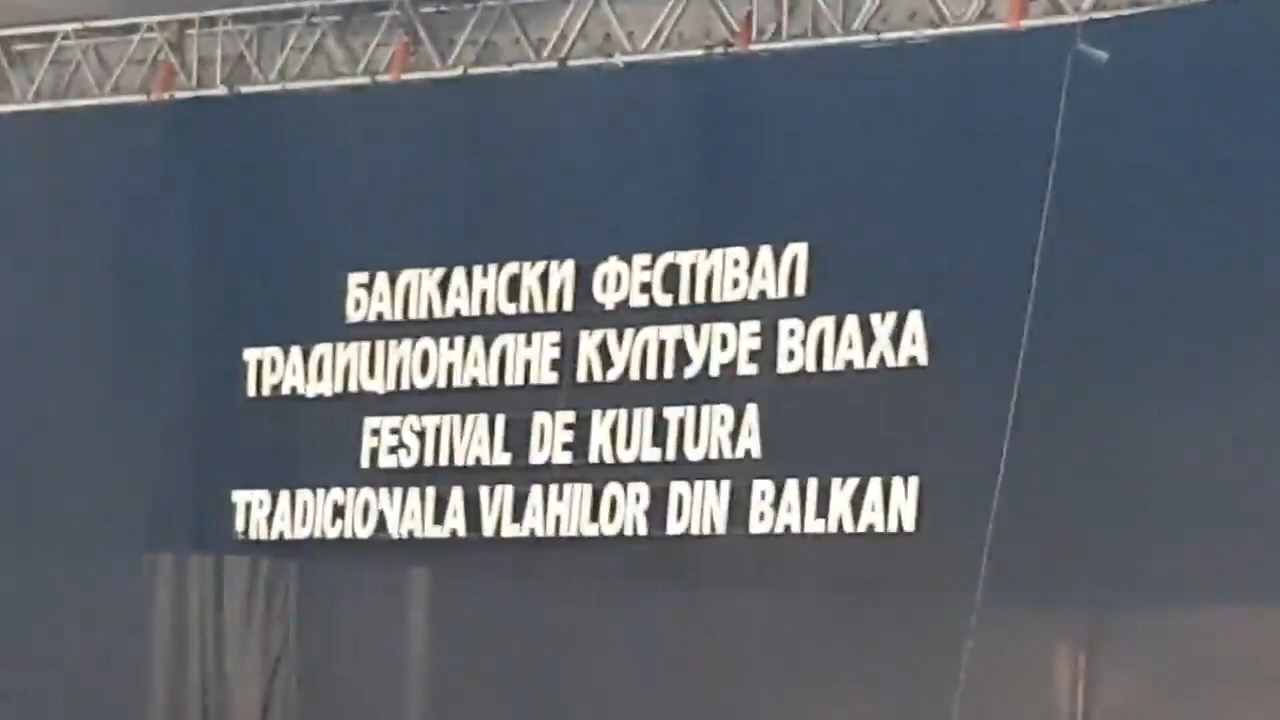 БАЛКАНСКИ ФЕСТИВАЛ
ТРАДИЦИОНАЛНЕ КУЛТУРЕ ВЛАХА
FESTIVAL DE KULTURA
TRADICIONALA VLAHILOR DIN BALKAN